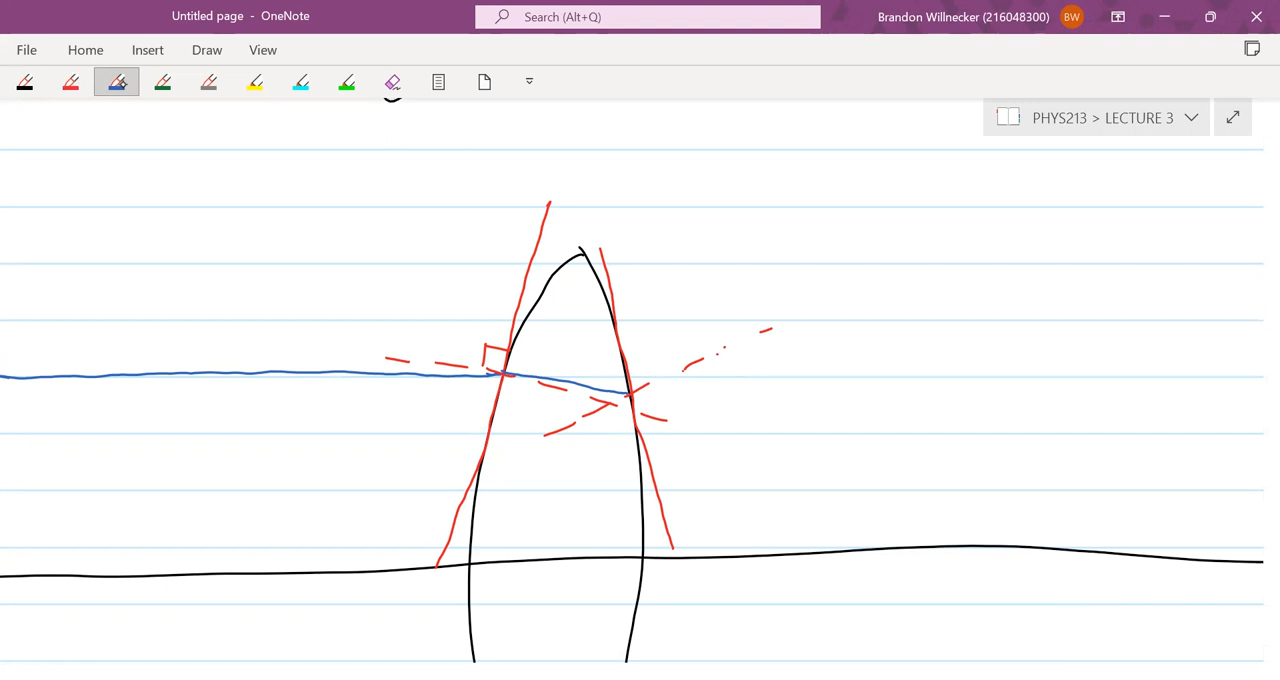 Untitled page - OneNote
Search (Alt+Q)
Brandon Willnecker (216048300)
BW
File
Home
Insert
Draw
View
PHYS213 > LECTURE 3